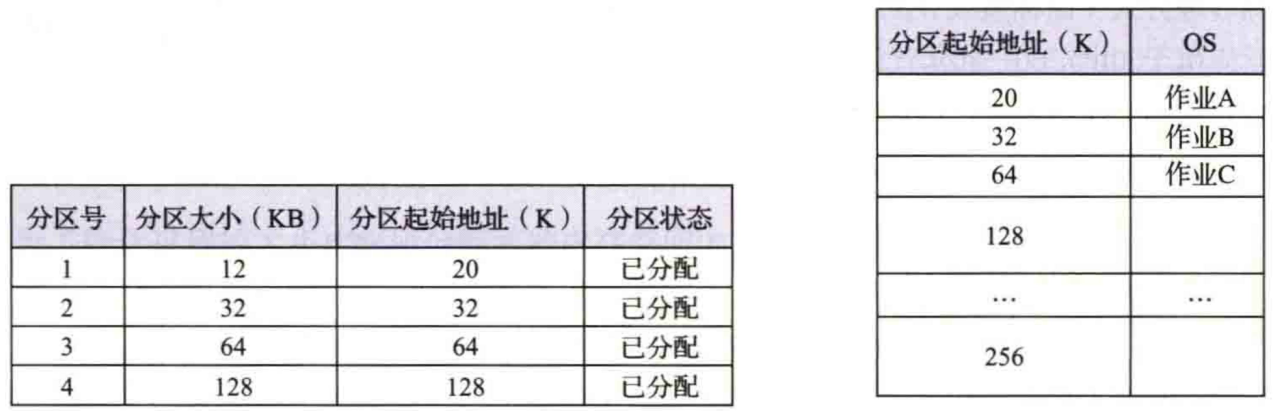 分区号 分区大小（KB） 分区起始地址（K） 分区状态
1 12 20 已分配
2 32 32 已分配
3 64 64 已分配
4 128 128 已分配
分区起始地址（K） OS
20 作业A
32 作业B
64 作业C
128
… …
256